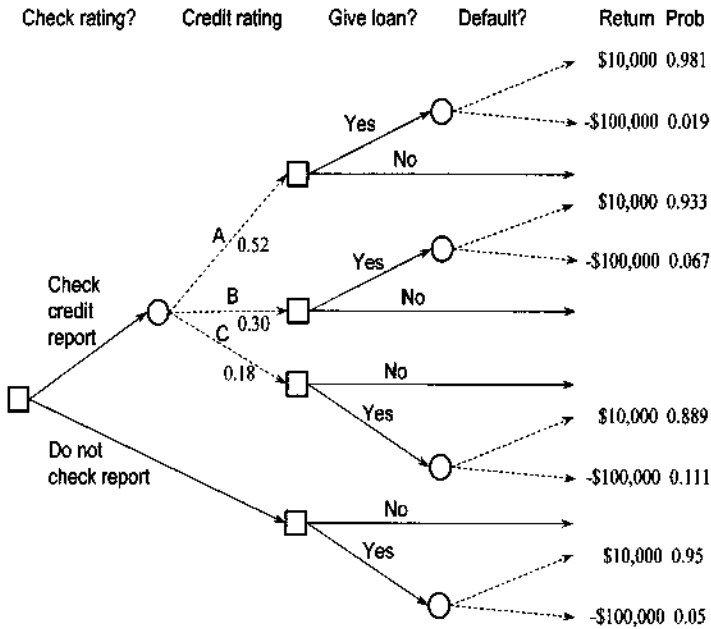 Check rating? Credit rating Give loan? Default? Return Prob
$10,000 0.981
Yes
-$100,000 0.019
No
$10,000 0.933
A 0.52
Yes
-$100,000 0.067
Check
credit
report
B
0.30
No
C
0.18
No
Yes
$10,000 0.889
Do not
check report
-$100,000 0.111
No
Yes
$10,000 0.95
-$100,000 0.05